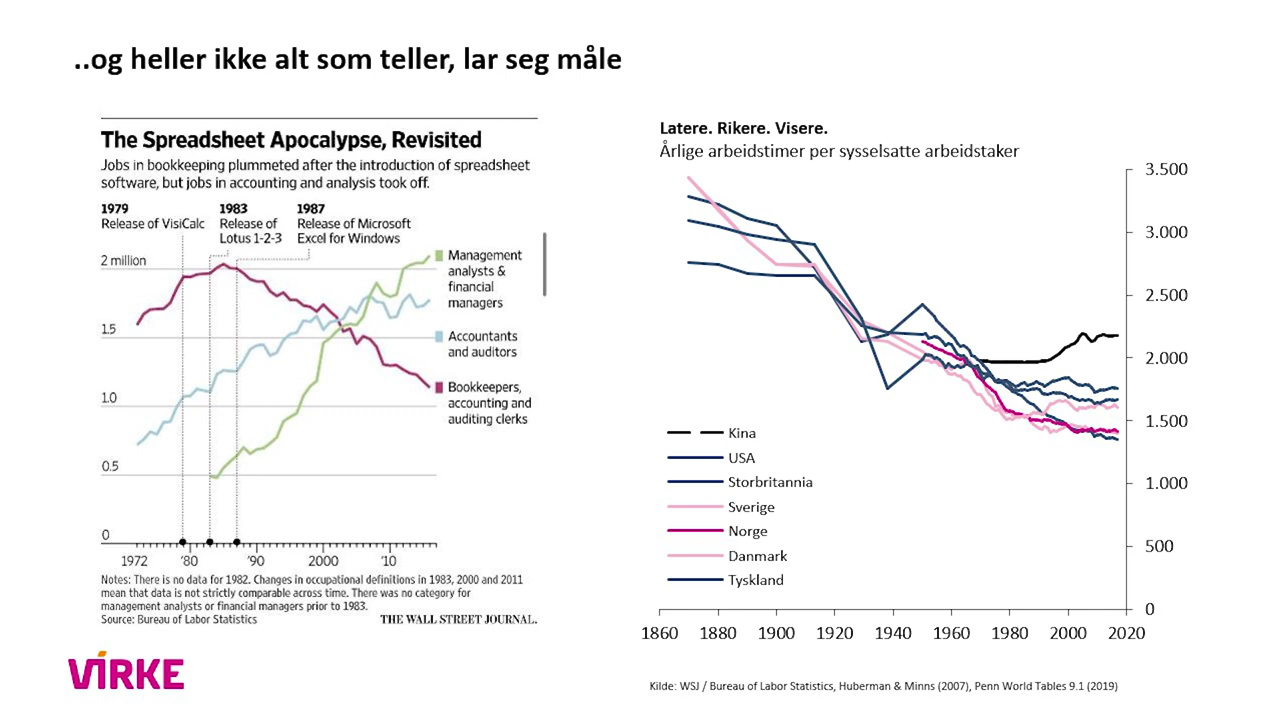 ..og heller ikke alt som teller, lar seg måle
The Spreadsheet Apocalypse, Revisited
Jobs in bookkeeping plummeted after the introduction of spreadsheet
software, but jobs in accounting and analysis took off.
1979
Release of VisiCalc
1983
Release of
Lotus 1-2-3
1987
Release of Microsoft
Excel for Windows
2 million
1.5
1.0
0.5
0
Management
analysts &
financial
managers
Accountants
and auditors
Bookkeepers,
accounting and
auditing clerks
1972 '80 '90 2000 '10
Notes: There is no data for 1982. Changes in occupational definitions in 1983, 2000 and 2011
mean that data is not strictly comparable across time. There was no category for
management analysts or financial managers prior to 1983.
Source: Bureau of Labor Statistics THE WALL STREET JOURNAL.
Latere. Rikere. Visere.
Årlige arbeidstimer per sysselsatte arbeidstaker
3.500
3.000
2.500
2.000
1.500
1.000
500
0
Kina
USA
Storbritannia
Sverige
Norge
Danmark
Tyskland
1860 1880 1900 1920 1940 1960 1980 2000 2020
VIRKE
Kilde: WSJ / Bureau of Labor Statistics, Huberman & Minns (2007), Penn World Tables 9.1 (2019)